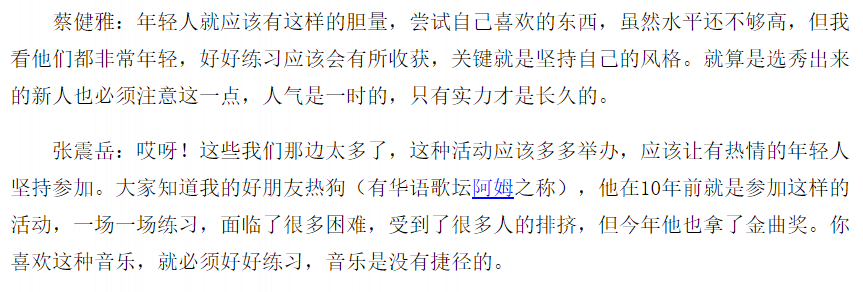 蔡健雅：年轻人就应该有这样的胆量，尝试自己喜欢的东西，虽然水平还不够高，但我
看他们都非常年轻，好好练习应该会有所收获，关键就是坚持自己的风格。就算是选秀出来
的新人也必须注意这一点，人气是一时的，只有实力才是长久的。
张震岳：哎呀！这些我们那边太多了，这种活动应该多多举办，应该让有热情的年轻人
坚持参加。大家知道我的好朋友热狗（有华语歌坛阿姆之称），他在10年前就是参加这样的
活动，一场一场练习，面临了很多困难，受到了很多人的排挤，但今年他也拿了金曲奖。你
喜欢这种音乐，就必须好好练习，音乐是没有捷径的。